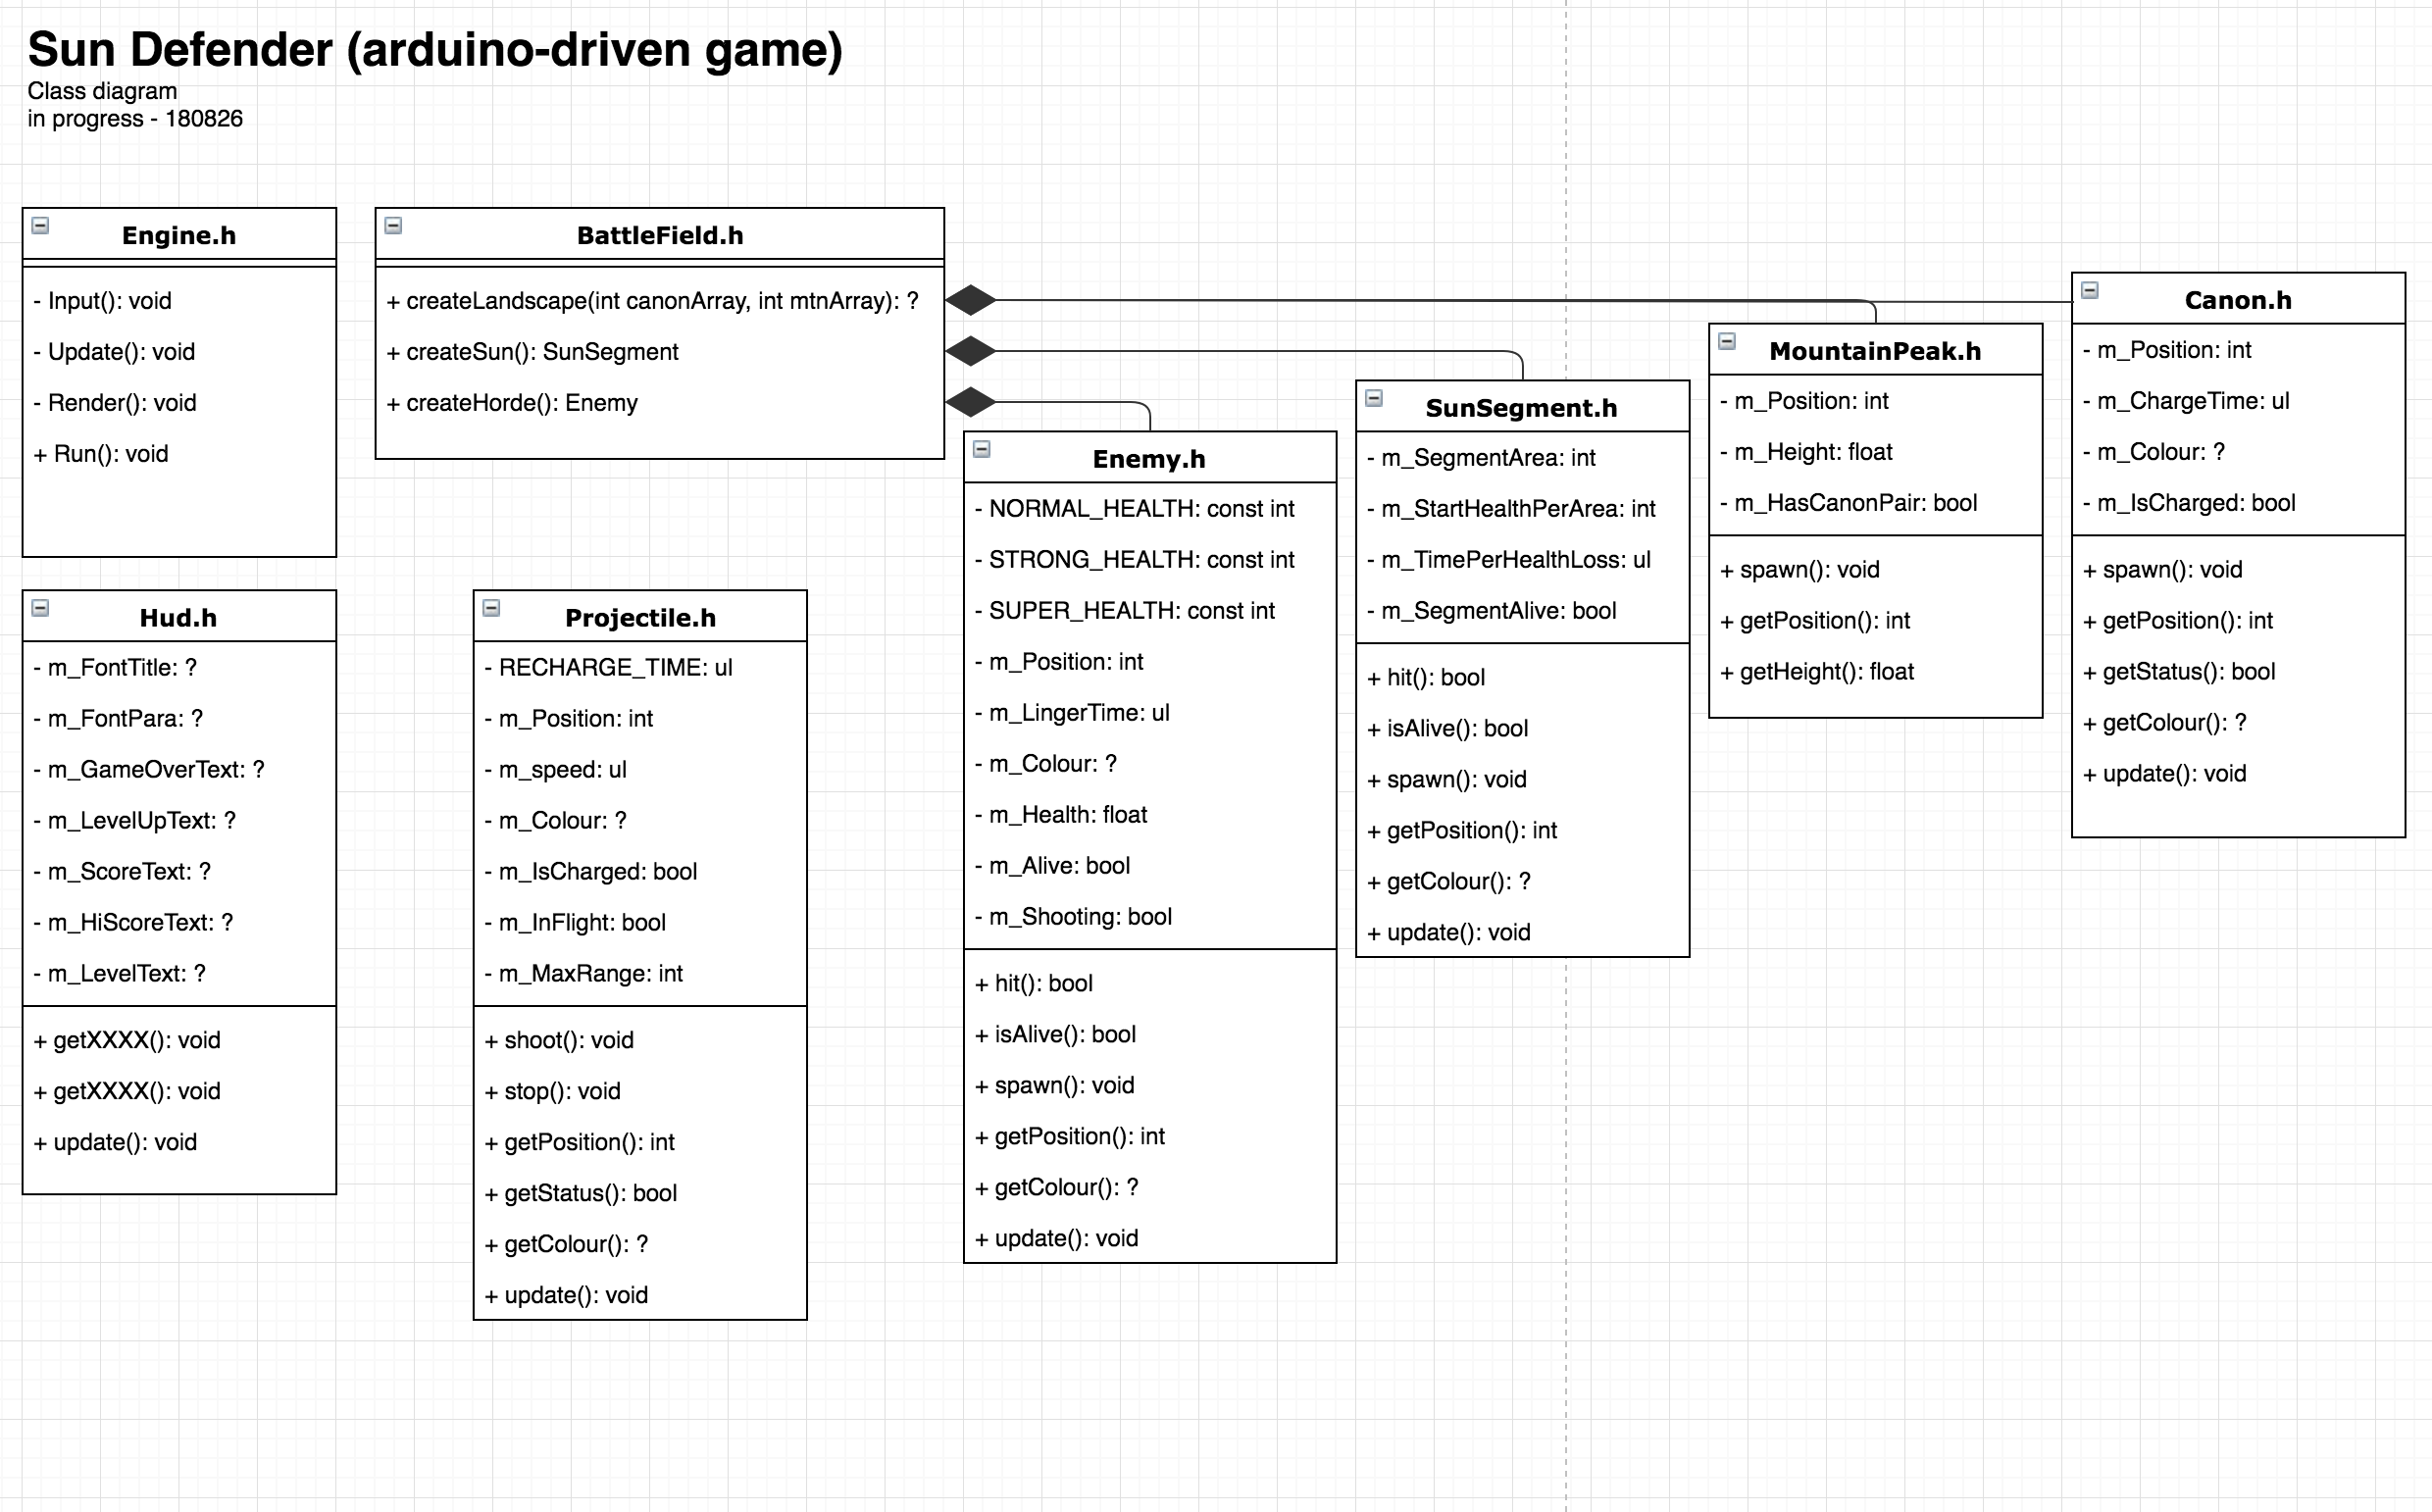 Sun Defender (arduino-driven game)
Class diagram
in progress - 180826
Engine.h
- Input(): void
- Update(): void
- Render(): void
+ Run(): void
BattleField.h
+ createLandscape(int canonArray, int mtnArray): ?
+ createSun(): SunSegment
+ createHorde(): Enemy
Hud.h
- m_FontTitle: ?
- m_FontPara: ?
- m_GameOverText: ?
- m_LevelUpText: ?
- m_ScoreText: ?
- m_HiScoreText: ?
- m_LevelText: ?
+ getXXXX(): void
+ getXXXX(): void
+ update(): void
Projectile.h
- RECHARGE_TIME: ul
- m_Position: int
- m_speed: ul
- m_Colour: ?
- m_IsCharged: bool
- m_InFlight: bool
- m_MaxRange: int
+ shoot(): void
+ stop(): void
+ getPosition(): int
+ getStatus(): bool
+ getColour(): ?
+ update(): void
Enemy.h
- NORMAL_HEALTH: const int
- STRONG_HEALTH: const int
- SUPER_HEALTH: const int
- m_Position: int
- m_LingerTime: ul
- m_Colour: ?
- m_Health: float
- m_Alive: bool
- m_Shooting: bool
+ hit(): bool
+ isAlive(): bool
+ spawn(): void
+ getPosition(): int
+ getColour(): ?
+ update(): void
SunSegment.h
- m_SegmentArea: int
- m_StartHealthPerArea: int
- m_TimePerHealthLoss: ul
- m_SegmentAlive: bool
+ hit(): bool
+ isAlive(): bool
+ spawn(): void
+ getPosition(): int
+ getColour(): ?
+ update(): void
MountainPeak.h
- m_Position: int
- m_Height: float
- m_HasCanonPair: bool
+ spawn(): void
+ getPosition(): int
+ getHeight(): float
Canon.h
- m_Position: int
- m_ChargeTime: ul
- m_Colour: ?
- m_IsCharged: bool
+ spawn(): void
+ getPosition(): int
+ getStatus(): bool
+ getColour(): ?
+ update(): void